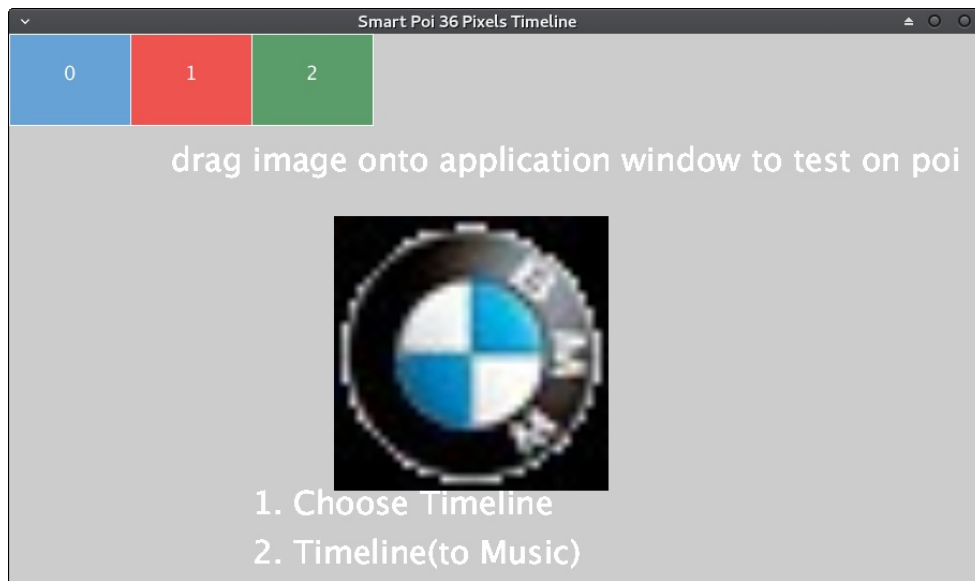 Smart Poi 36 Pixels Timeline
0 1 2
drag image onto application window to test on poi
B
M
W
1. Choose Timeline
2. Timeline(to Music)